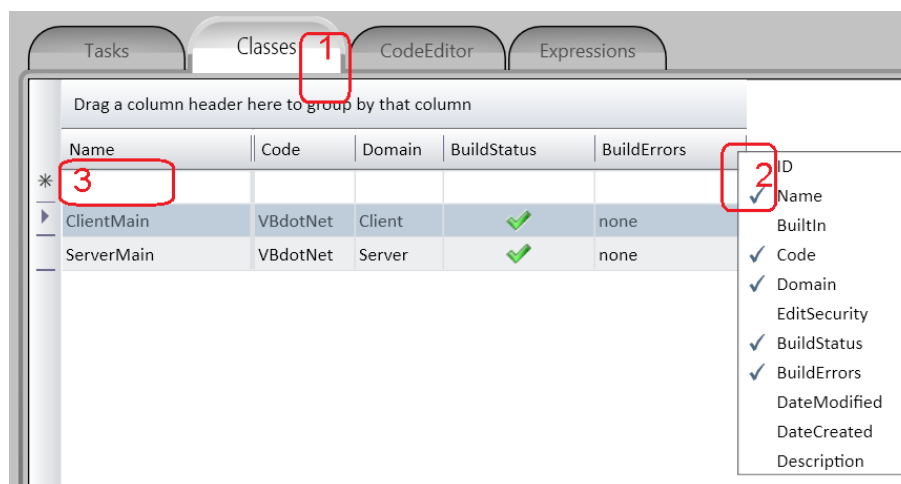 Tasks Classes 1 CodeEditor Expressions
Drag a column header here to group by that column
Name Code Domain BuildStatus BuildErrors
3
ClientMain VBdotNet Client none
ServerMain VBdotNet Server none
2
ID
Name
BuiltIn
Code
Domain
EditSecurity
BuildStatus
BuildErrors
DateModified
DateCreated
Description